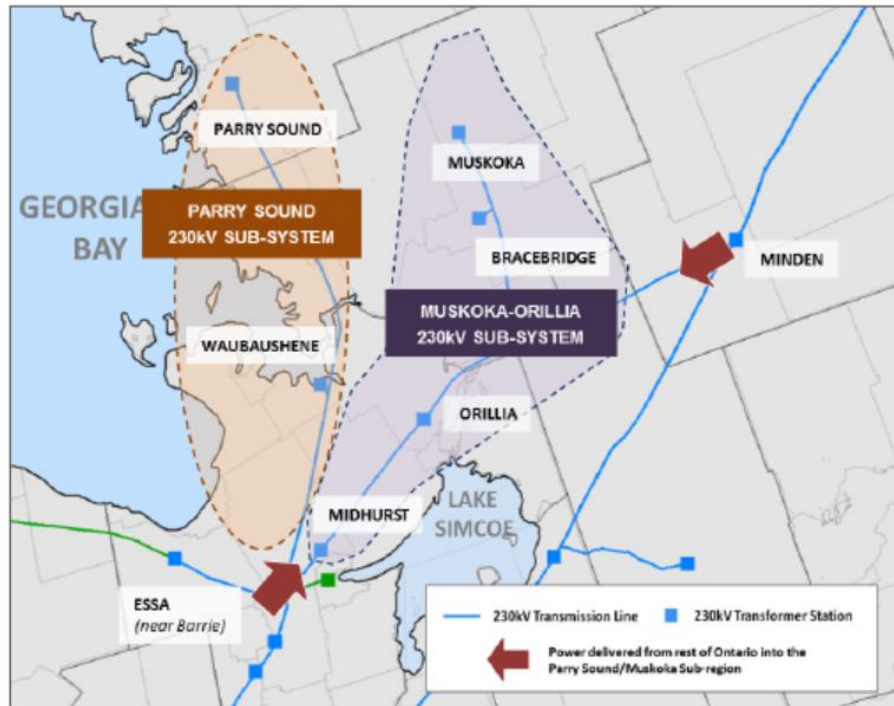 PARRY SOUND
MUSKOKA
GEORGIA
BAY
PARRY SOUND
230kV SUB-SYSTEM
BRACEBRIDGE
MINDEN
MUSKOKA-ORILLIA
230kV SUB-SYSTEM
WAUBAUSHENE
ORILLIA
LAKE
SIMCOE
MIDHURST
ESSA
(near Barrie)
230kV Transmission Line
230kV Transformer Station
Power delivered from rest of Ontario into the
Parry Sound/Muskoka Sub-region